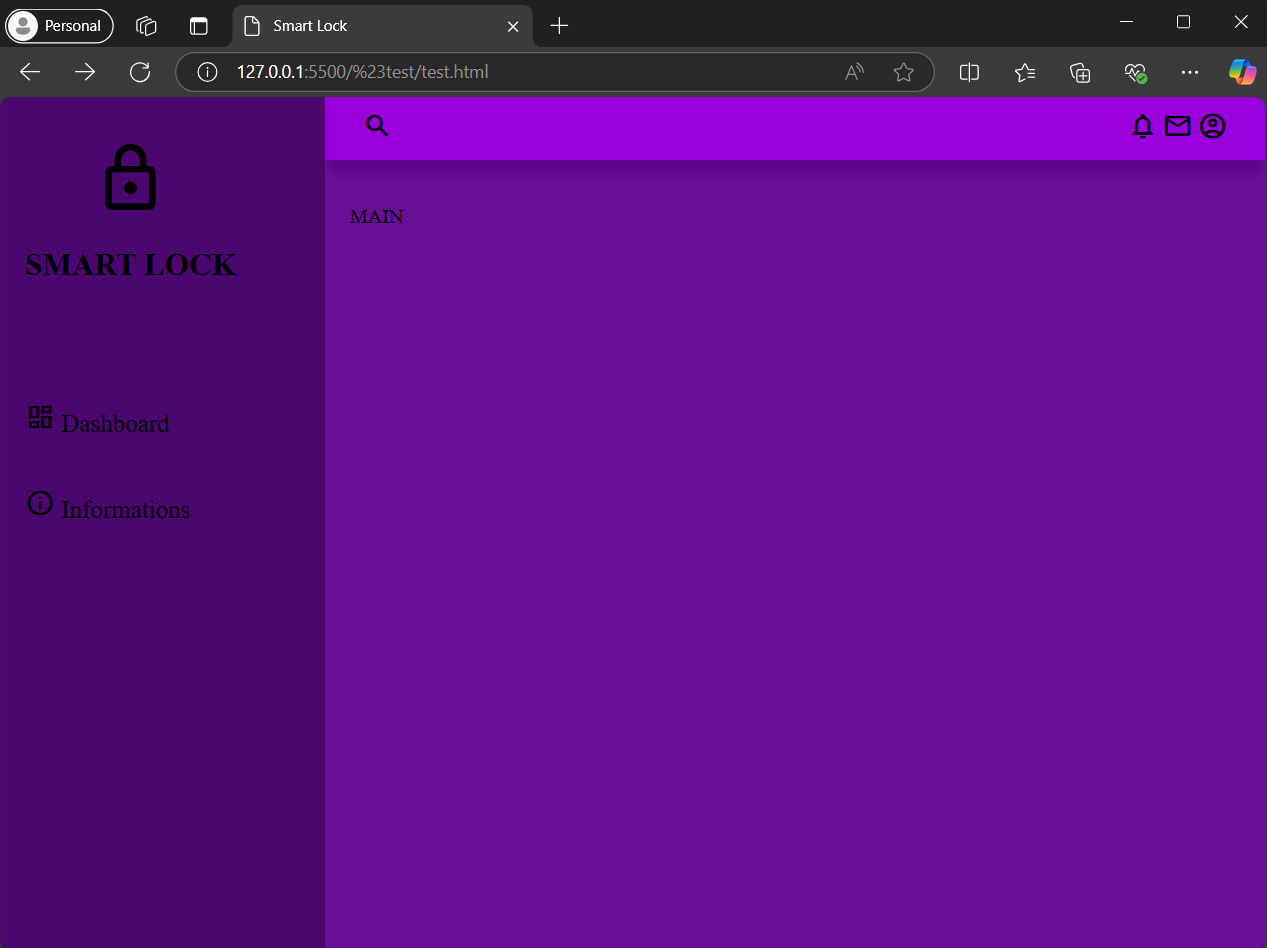 Personal
Smart Lock
127.0.0.1:5500/%23test/test.html
SMART LOCK
MAIN
Dashboard
Informations